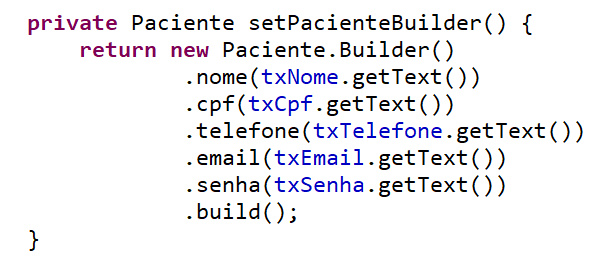 private Paciente setPacienteBuilder() {
    return new Paciente.Builder()
            .nome(txNome.getText())
            .cpf(txCpf.getText())
            .telefone(txTelefone.getText())
            .email(txEmail.getText())
            .senha(txSenha.getText())
            .build();
}